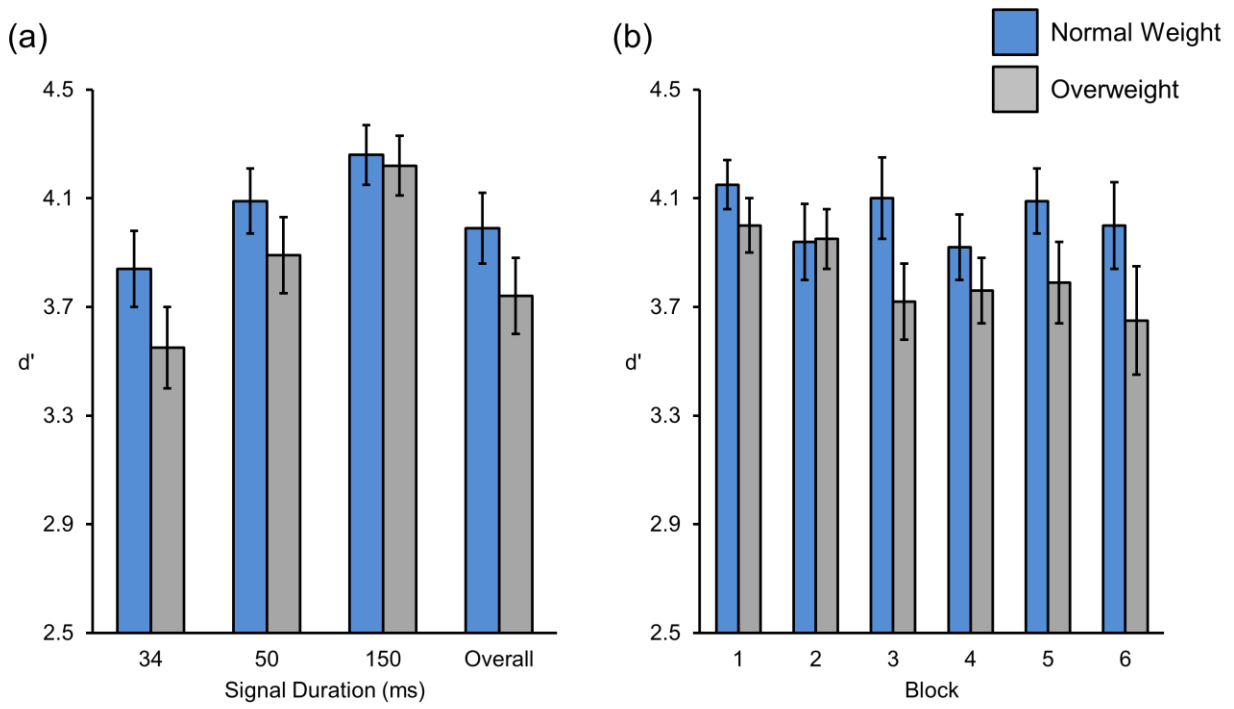 (a)
4.5
4.1
3.7
d'
3.3
2.9
2.5
34 50 150 Overall
Signal Duration (ms)
(b)
Normal Weight
Overweight
4.5
4.1
3.7
d'
3.3
2.9
2.5
1 2 3 4 5 6
Block